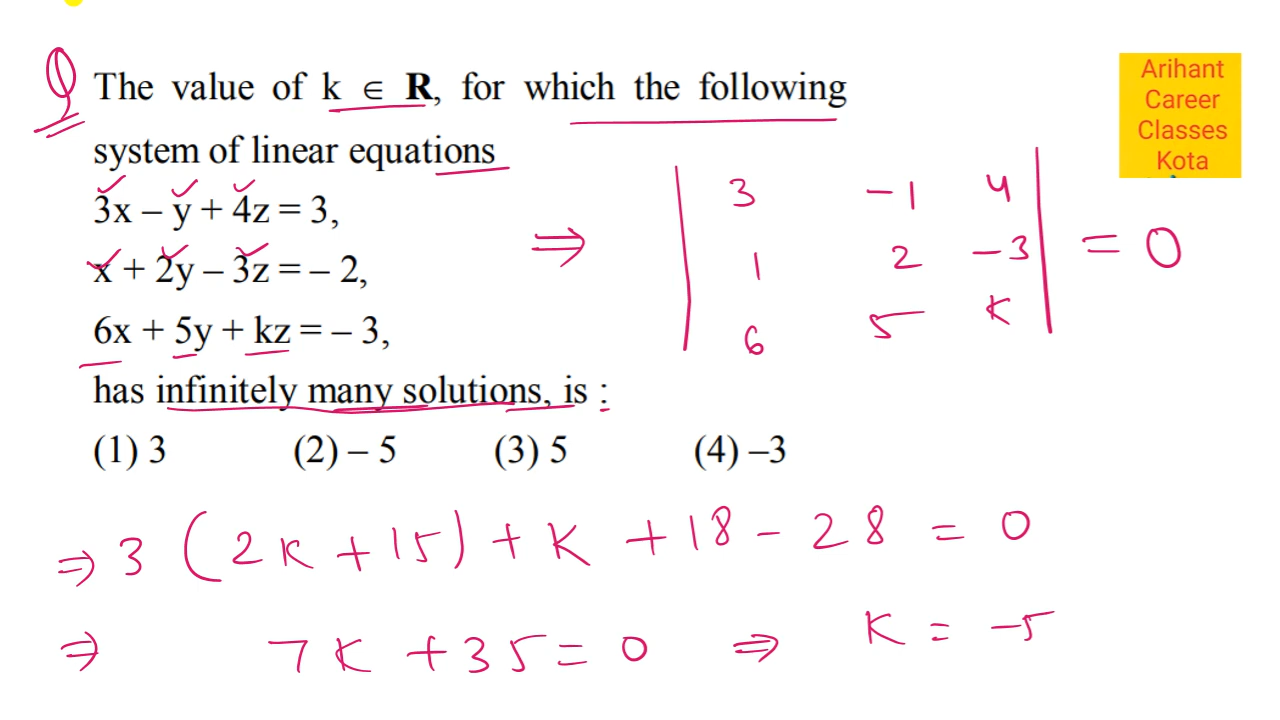 Q The value of k ∈ R, for which the following
system of linear equations
3x – y + 4z = 3,
x + 2y – 3z = – 2,
6x + 5y + kz = – 3,
has infinitely many solutions, is :
(1) 3 (2) – 5 (3) 5 (4) –3
Arihant
Career
Classes
Kota
⇒ | 3 -1 4 |
| 1 2 -3 | = 0
| 6 5 k |
⇒ 3 (2k + 15) + k + 18 - 28 = 0
⇒ 7k + 35 = 0 ⇒ k = -5